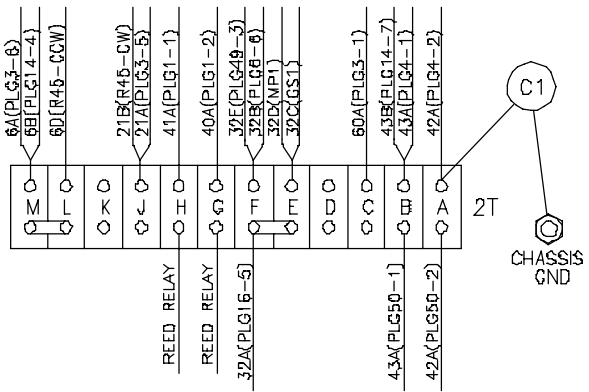 6A(PLG3-6)
6B(PLG14-4)
6D(R45-CCW)
21B(R45-CW)
21A(PLG3-5)
41A(PLG1-1)
40A(PLG1-2)
32E(PLG49-3)
32B(PLG6-6)
32D(NP1)
32C(GS1)
60A(PLG3-1)
43B(PLG14-7)
43A(PLG4-1)
42A(PLG4-2)
C1
M L K J H G F E D C B A 2T
CHASSIS
GND
REED RELAY
REED RELAY
32A(PLG16-5)
43A(PLG50-1)
42A(PLG50-2)